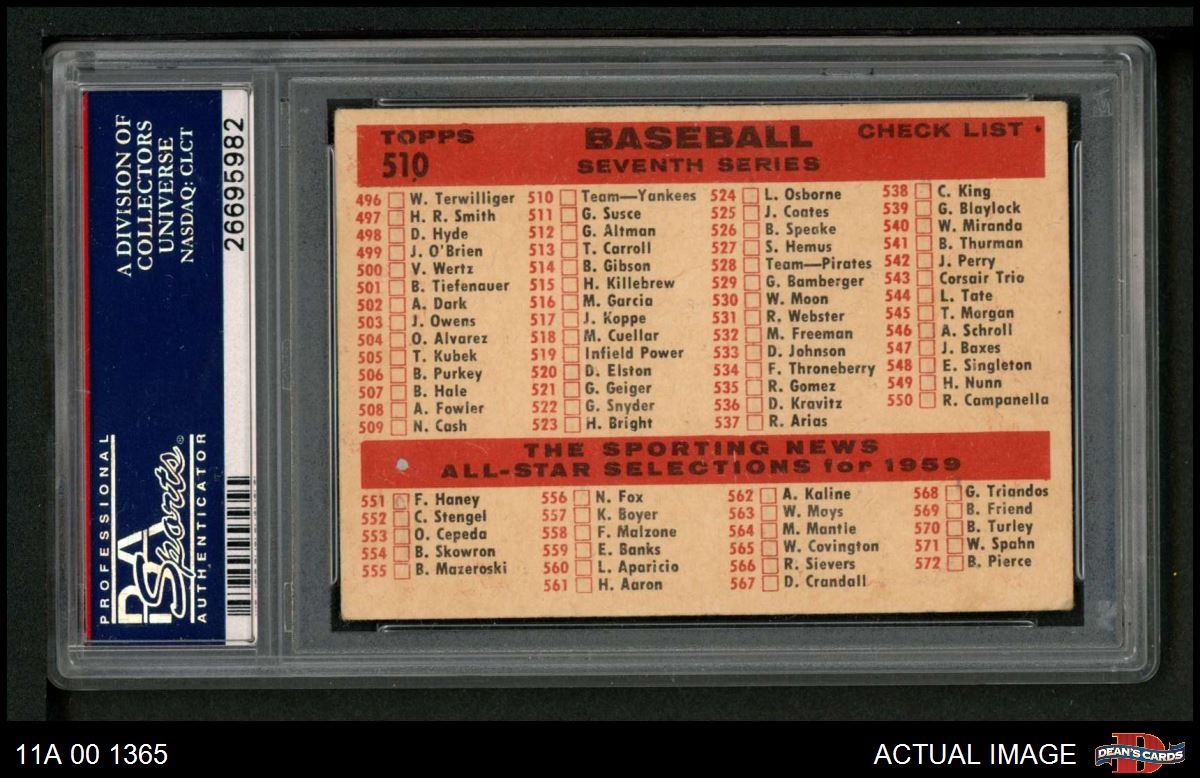 A DIVISION OF
COLLECTORS
UNIVERSE
NASDAQ: CLCT
26695982
PROFESSIONAL
PSA
Sports®
AUTHENTICATOR
TOPPS
510
BASEBALL
SEVENTH SERIES
CHECK LIST
496 W. Terwilliger
497 H. R. Smith
498 D. Hyde
499 J. O'Brien
500 V. Wertz
501 B. Tiefenauer
502 A. Dark
503 J. Owens
504 O. Alvarez
505 T. Kubek
506 B. Purkey
507 B. Hale
508 A. Fowler
509 N. Cash
510 Team—Yankees
511 G. Susce
512 G. Altman
513 T. Carroll
514 B. Gibson
515 H. Killebrew
516 M. Garcia
517 J. Koppe
518 M. Cuellar
519 Infield Power
520 D. Elston
521 G. Geiger
522 G. Snyder
523 H. Bright
524 L. Osborne
525 J. Coates
526 B. Speake
527 S. Hemus
528 Team—Pirates
529 G. Bamberger
530 W. Moon
531 R. Webster
532 M. Freeman
533 D. Johnson
534 F. Throneberry
535 R. Gomez
536 D. Kravitz
537 R. Arias
538 C. King
539 G. Blaylock
540 W. Miranda
541 B. Thurman
542 J. Perry
543 Corsair Trio
544 L. Tate
545 T. Morgan
546 A. Schroll
547 J. Baxes
548 E. Singleton
549 H. Nunn
550 R. Campanella
THE SPORTING NEWS
ALL-STAR SELECTIONS for 1959
551 F. Haney
552 C. Stengel
553 O. Cepeda
554 B. Skowron
555 B. Mazeroski
556 N. Fox
557 K. Boyer
558 F. Malzone
559 E. Banks
560 L. Aparicio
561 H. Aaron
562 A. Kaline
563 W. Mays
564 M. Mantle
565 W. Covington
566 R. Sievers
567 D. Crandall
568 G. Triandos
569 B. Friend
570 B. Turley
571 W. Spahn
572 B. Pierce
11A 00 1365
ACTUAL IMAGE
DEAN'S CARDS